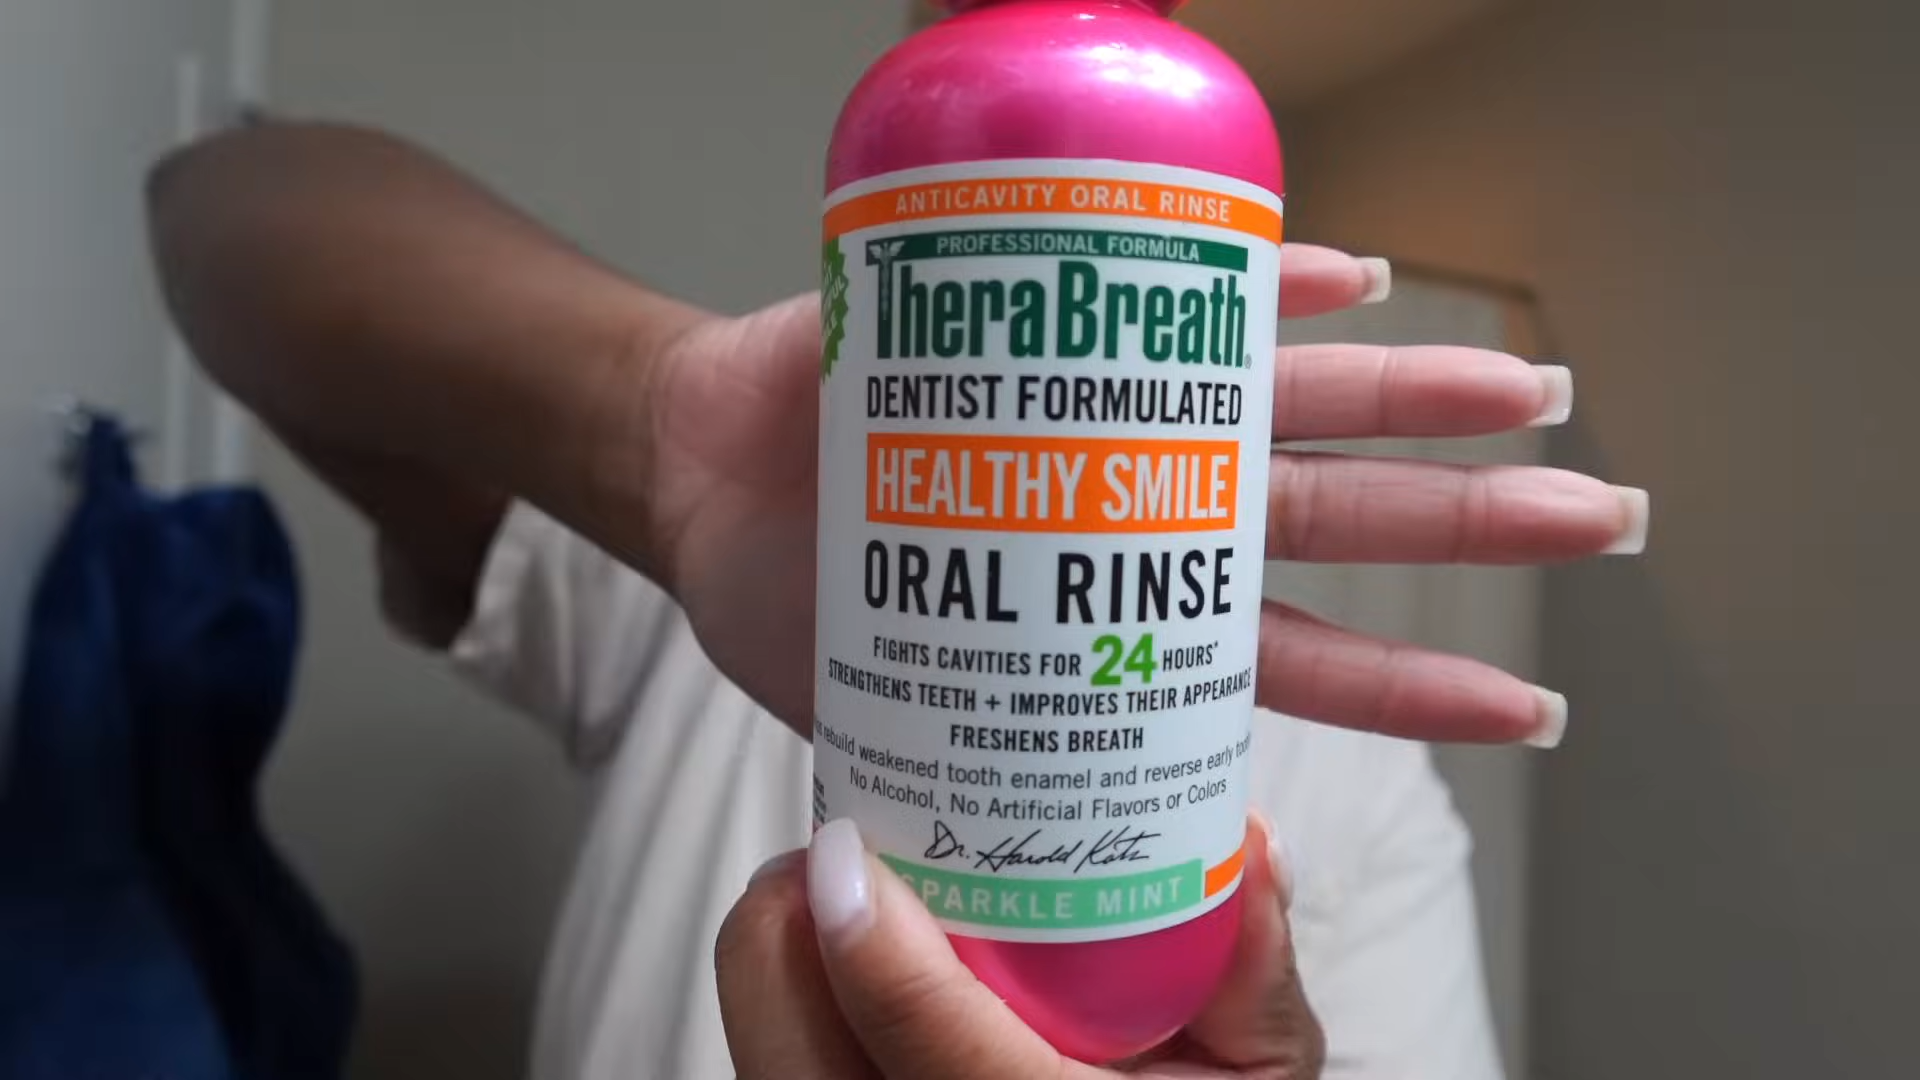 ANTICAVITY ORAL RINSE
PROFESSIONAL FORMULA
TheraBreath®
DENTIST FORMULATED
HEALTHY SMILE
ORAL RINSE
FIGHTS CAVITIES FOR 24 HOURS*
STRENGTHENS TEETH + IMPROVES THEIR APPEARANCE
FRESHENS BREATH
rebuild weakened tooth enamel and reverse early
No Alcohol, No Artificial Flavors or Colors
Dr. Harold Katz
SPARKLE MINT